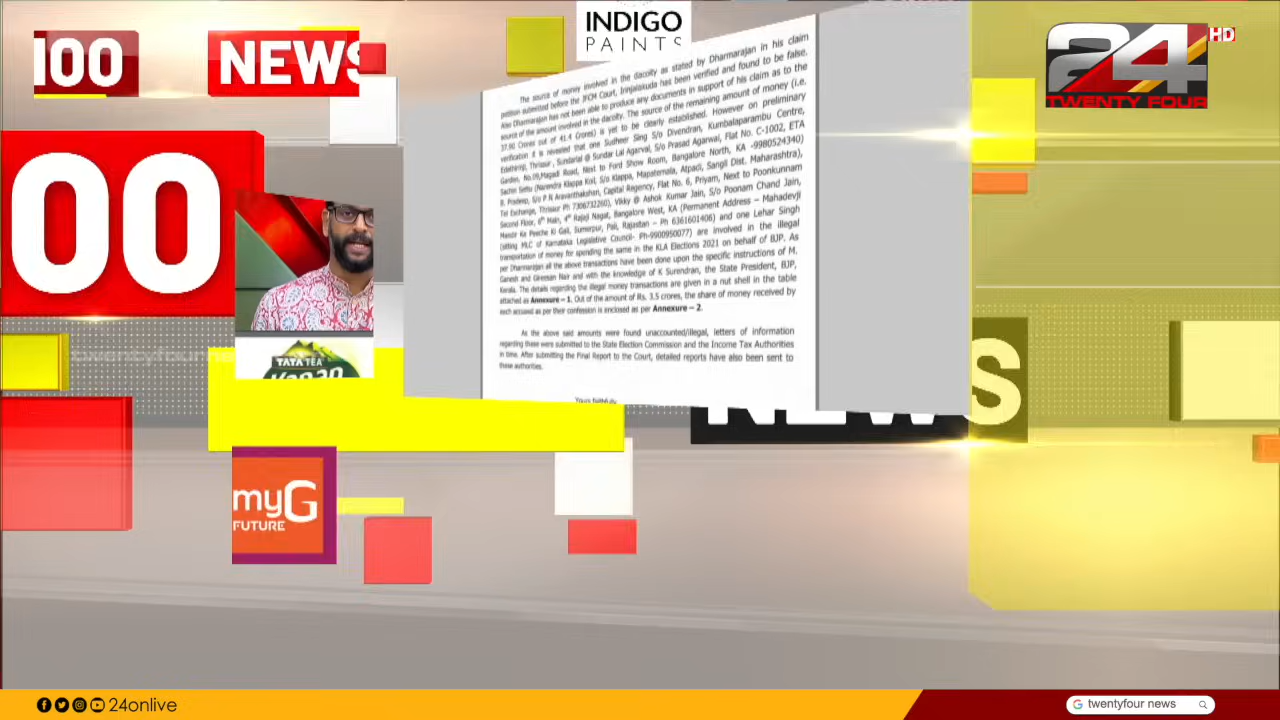 100
NEWS
INDIGO
PAINTS
24
HD
TWENTY FOUR
00
The source of money involved in the dacoity as stated by Dharmarajan in his claim
petition submitted before the JFCM Court, Irinjalakuda has been verified and found to be false.
Also Dharmarajan has not been able to produce any documents in support of his claim as to the
source of the amount involved in the dacoity. The source of the remaining amount of money (i.e.
37.90 Crores out of 41.4 Crores) is yet to be clearly established. However on preliminary
verification it is revealed that one Sudheer Sing S/o Divendran, Kumbalaparambu Centre,
Edathiruji, Thrissur, Sundarlal @ Sundar Lal Agarval, S/o Prasad Agarwal, Flat No. C-1002, ETA
Garden, No.09,Magadi Road, Next to Ford Show Room, Bangalore North, KA
Sachin Settu (Narendra Klappa Kisl, S/o Klappa, Mapatemala, Atpadi, Sangli Dist. Maharashtra),
B. Pradeep, S/o P N Aravanthakshan, Capital Regency, Flat No. 6, Priyam, Next to Poonkunnam
Tel Exchange, Thrissur Ph Vikky @ Ashok Kumar Jain, S/o Poonam Chand Jain,
Second Floor, 8th Main, 4th Rajaji Nagat, Bangalore West, KA (Permanent Address – Mahadevji
Mandir Ke Peeche Ki Gali, Sumerpur, Pali, Rajastan – Ph 6361601406) and one Lehar Singh
(sitting MLC of Karnataka Legislative Council- Ph-9900950077) are involved in the illegal
transportation of money for spending the same in the KLA Elections 2021 on behalf of BJP. As
per Dharmarajan all the above transactions have been done upon the specific instructions of M.
Ganesh and Gireesan Nair and with the knowledge of K Surendran, the State President, BJP,
Kerala. The details regarding the illegal money transactions are given in a nut shell in the table
attached as Annexure – 1. Out of the amount of Rs. 3.5 crores, the share of money received by
each accused as per their confession is enclosed as per Annexure – 2.
As the above said amounts were found unaccounted/illegal, letters of information
regarding these were submitted to the State Election Commission and the Income Tax Authorities
in time. After submitting the Final Report to the Court, detailed reports have also been sent to
these authorities.
Yours faithfully
twentyfourne
TATA TEA
Kanan
NEWS
myG
FUTURE
24onlive
twentyfour news